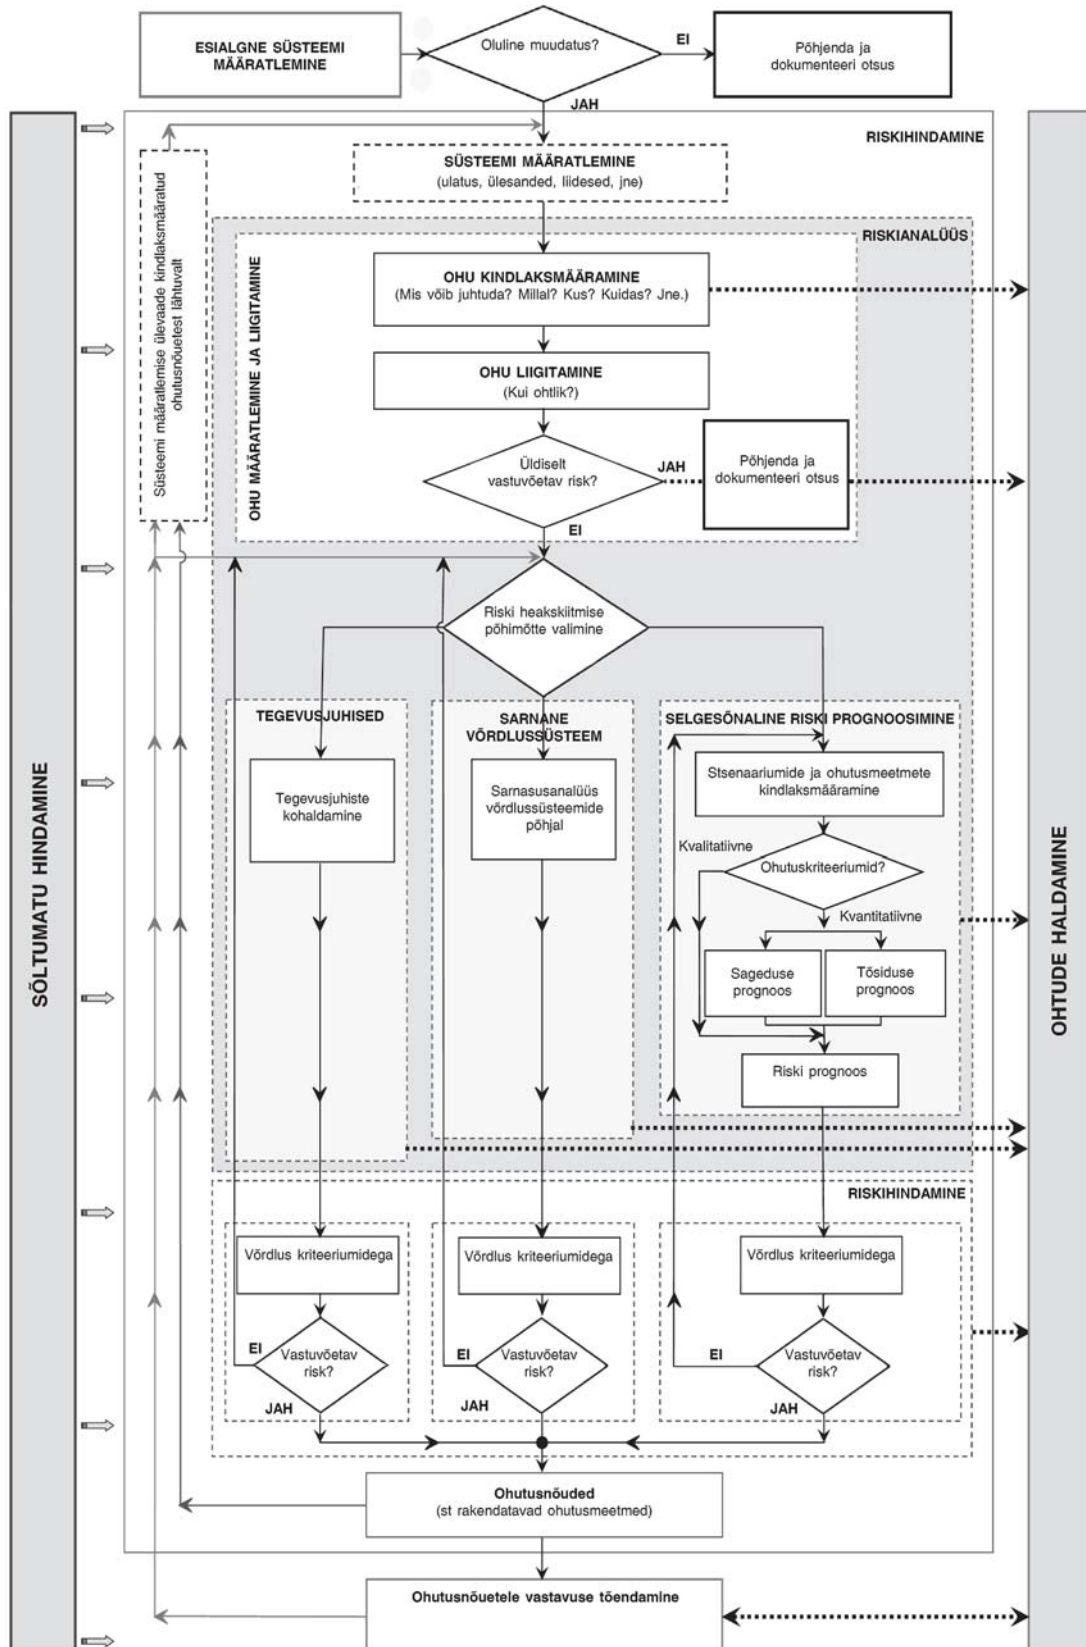 ESIALGNE SÜSTEEMI
MÄÄRATLEMINE
Oluline muudatus?
EI
Põhjenda ja
dokumenteeri otsus
JAH
RISKIHINDAMINE
SÕLTUMATU HINDAMINE
OHTUDE HALDAMINE
Süsteemi määratlemise ülevaade kindlaksmääratud
ohutusnõuetest lähtuvalt
SÜSTEEMI MÄÄRATLEMINE
(ulatus, ülesanded, liidesed, jne)
RISKIANALÜÜS
OHU MÄÄRATLEMINE JA LIIGITAMINE
OHU KINDLAKSMÄÄRAMINE
(Mis võib juhtuda? Millal? Kus? Kuidas? Jne.)
OHU LIIGITAMINE
(Kui ohtlik?)
Üldiselt
vastuvõetav risk?
JAH
Põhjenda ja
dokumenteeri otsus
EI
Riski heakskiitmise
põhimõtte valimine
TEGEVUSJUHISED
SARNANE
VÕRDLUSSÜSTEEM
SELGESÕNALINE RISKI PROGNOOSIMINE
Tegevusjuhiste
kohaldamine
Sarnasusanalüüs
võrdlussüsteemide
põhjal
Stsenaariumide ja ohutusmeetmete
kindlaksmääramine
Kvalitatiivne
Ohutuskriteeriumid?
Kvantitatiivne
Sageduse
prognoos
Tõsiduse
prognoos
Riski prognoos
RISKIHINDAMINE
Võrdlus kriteeriumidega
Võrdlus kriteeriumidega
Võrdlus kriteeriumidega
EI
Vastuvõetav
risk?
JAH
EI
Vastuvõetav
risk?
JAH
EI
Vastuvõetav
risk?
JAH
Ohutusnõuded
(st rakendatavad ohutusmeetmed)
Ohutusnõuetele vastavuse tõendamine